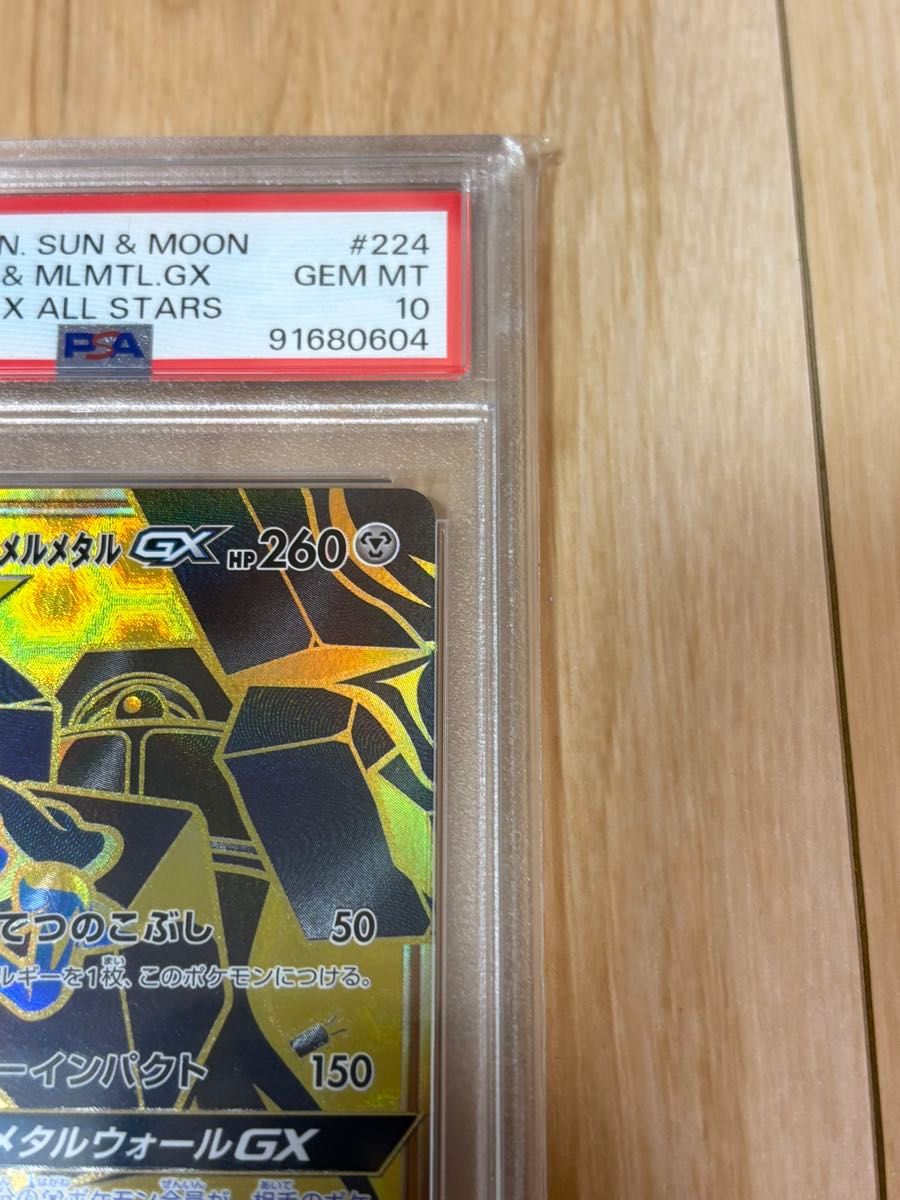 N. SUN & MOON #224
& MLMTL.GX GEM MT
X ALL STARS 10
PSA 91680604
メルメタル GX HP260
てつのこぶし 50
ルギーを1枚、このポケモンにつける。
ーインパクト 150
メタルウォールGX